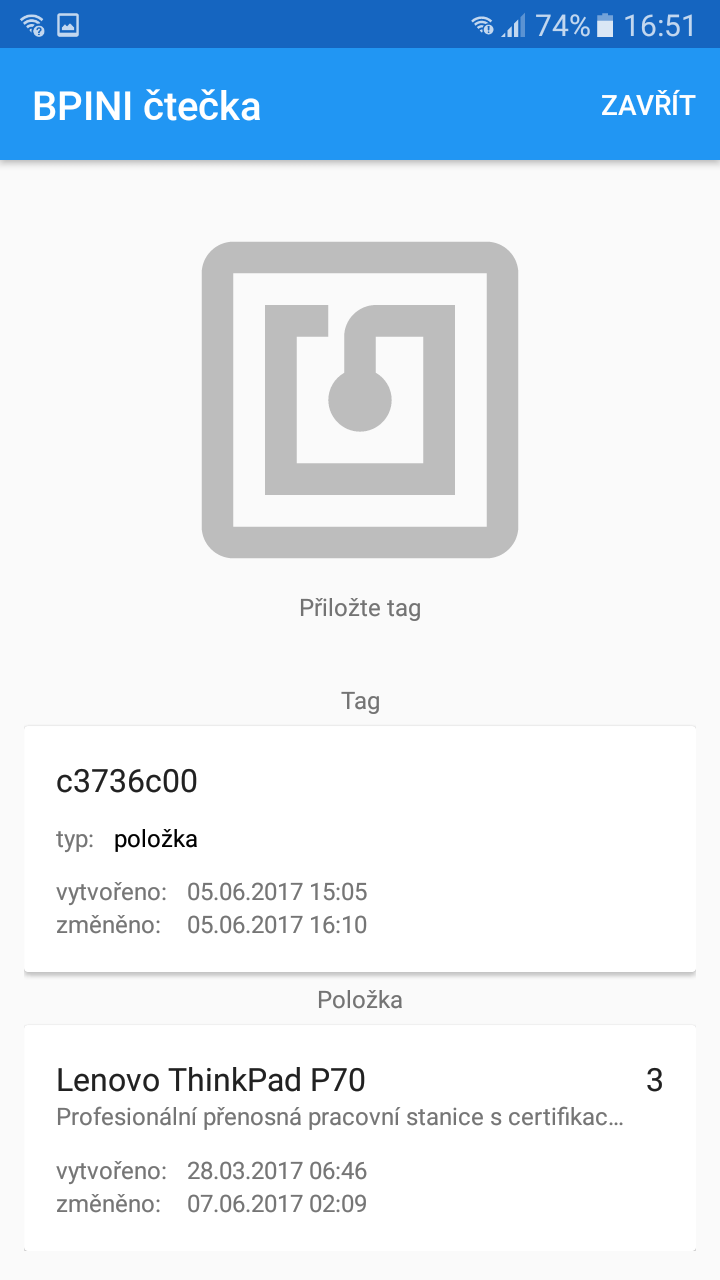 74% 16:51
BPINI čtečka ZAVŘÍT
Přiložte tag
Tag
c3736c00
typ: položka
vytvořeno: 05.06.2017 15:05
změněno: 05.06.2017 16:10
Položka
Lenovo ThinkPad P70 3
Profesionální přenosná pracovní stanice s certifikac…
vytvořeno: 28.03.2017 06:46
změněno: 07.06.2017 02:09